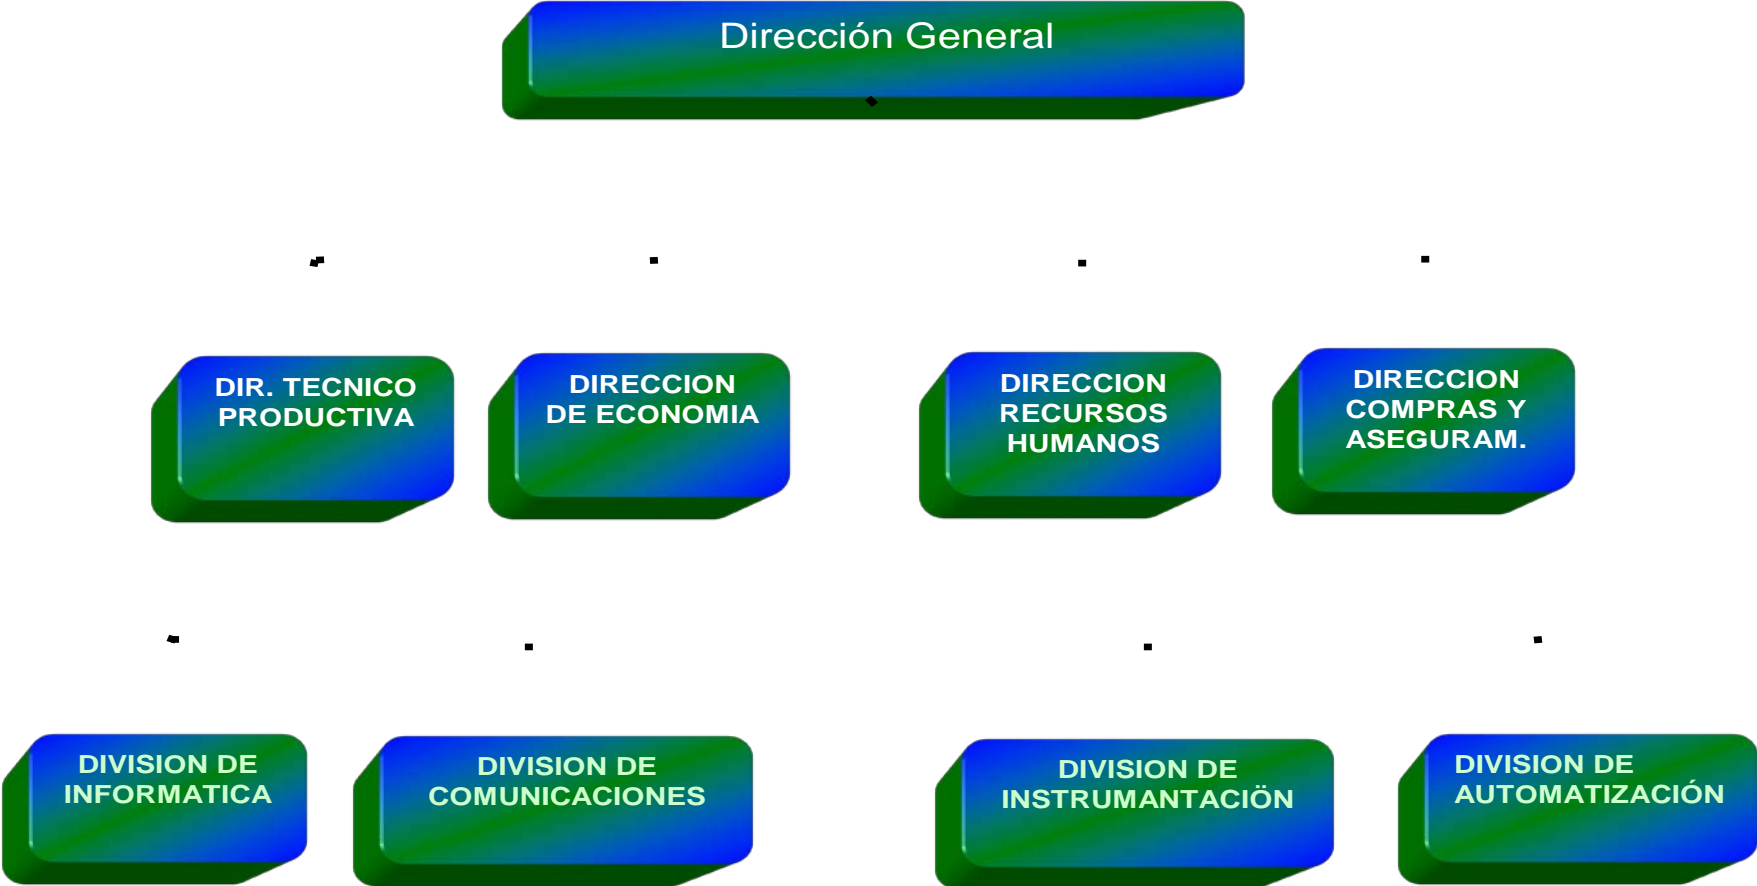 Dirección General
DIR. TECNICO
PRODUCTIVA
DIRECCION
DE ECONOMIA
DIRECCION
RECURSOS
HUMANOS
DIRECCION
COMPRAS Y
ASEGURAM.
DIVISION DE
INFORMATICA
DIVISION DE
COMUNICACIONES
DIVISION DE
INSTRUMANTACIÖN
DIVISION DE
AUTOMATIZACIÓN